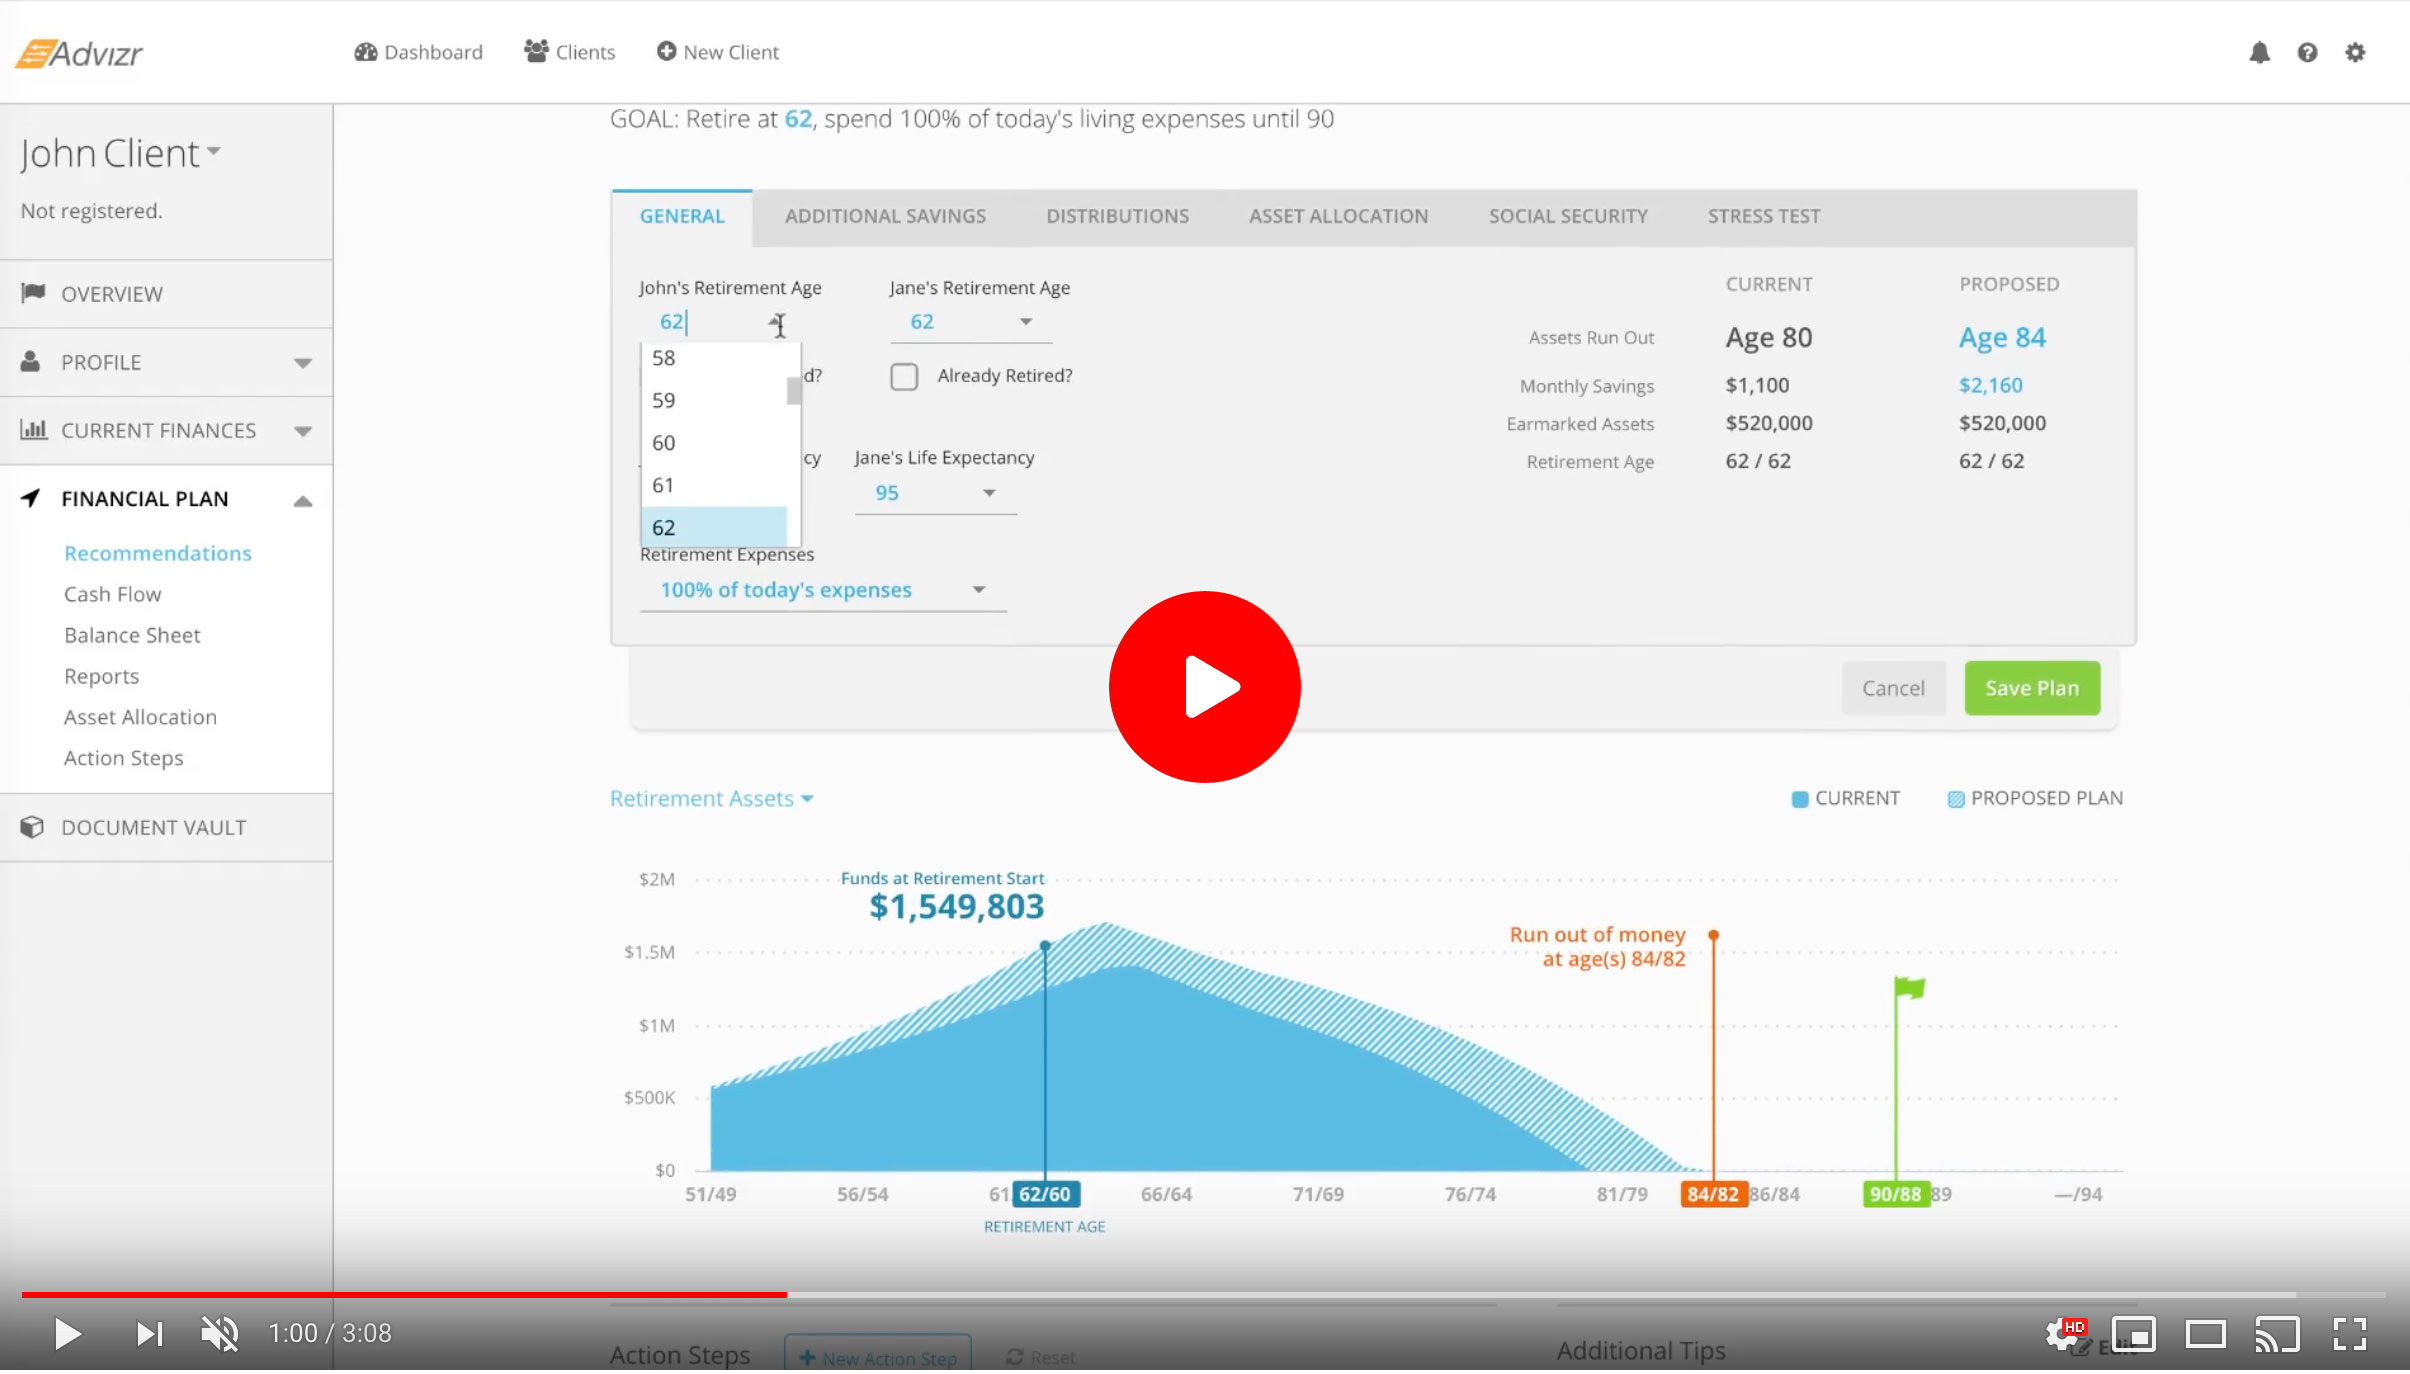 Advizr
Dashboard
Clients
New Client
John Client
Not registered.
OVERVIEW
PROFILE
CURRENT FINANCES
FINANCIAL PLAN
Recommendations
Cash Flow
Balance Sheet
Reports
Asset Allocation
Action Steps
DOCUMENT VAULT
GOAL: Retire at 62, spend 100% of today's living expenses until 90
GENERAL
ADDITIONAL SAVINGS
DISTRIBUTIONS
ASSET ALLOCATION
SOCIAL SECURITY
STRESS TEST
John's Retirement Age
62
58
59
60
61
62
d?
cy
Jane's Retirement Age
62
Already Retired?
Jane's Life Expectancy
95
Retirement Expenses
100% of today's expenses
CURRENT PROPOSED
Assets Run Out Age 80 Age 84
Monthly Savings $1,100 $2,160
Earmarked Assets $520,000 $520,000
Retirement Age 62 / 62 62 / 62
Cancel
Save Plan
Retirement Assets
CURRENT
PROPOSED PLAN
Funds at Retirement Start
$1,549,803
Run out of money
at age(s) 84/82
$2M
$1.5M
$1M
$500K
$0
51/49 56/54 61 62/60 66/64 71/69 76/74 81/79 84/82 86/84 90/88 89 —/94
RETIREMENT AGE
1:00 / 3:08
HD
Action Steps
New Action Step
Reset
Additional Tips
Edit